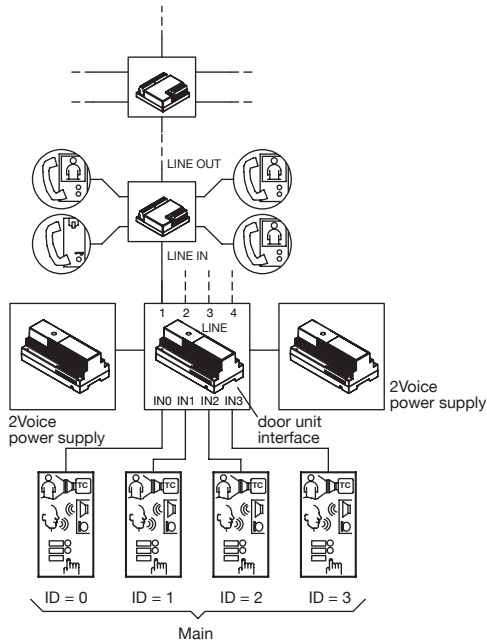 LINE OUT
LINE IN
1 2 3 4
LINE
IN0 IN1 IN2 IN3
2Voice
power supply
door unit
interface
2Voice
power supply
TC TC TC TC
ID = 0 ID = 1 ID = 2 ID = 3
Main